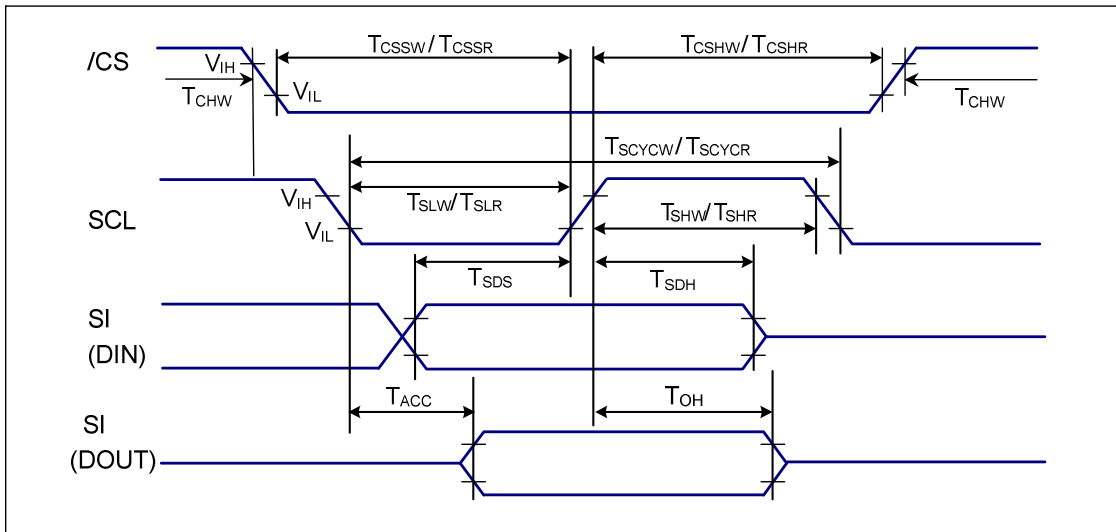 TCSSW/TCSSR
TCSHW/TCSHR
/CS
VIH
TCHW
VIL
TCHW
TSCYCW/TSCYCR
VIH
TSLW/TSLR
TSHW/TSHR
SCL
VIL
TSDS
TSDH
SI
(DIN)
TACC
TOH
SI
(DOUT)